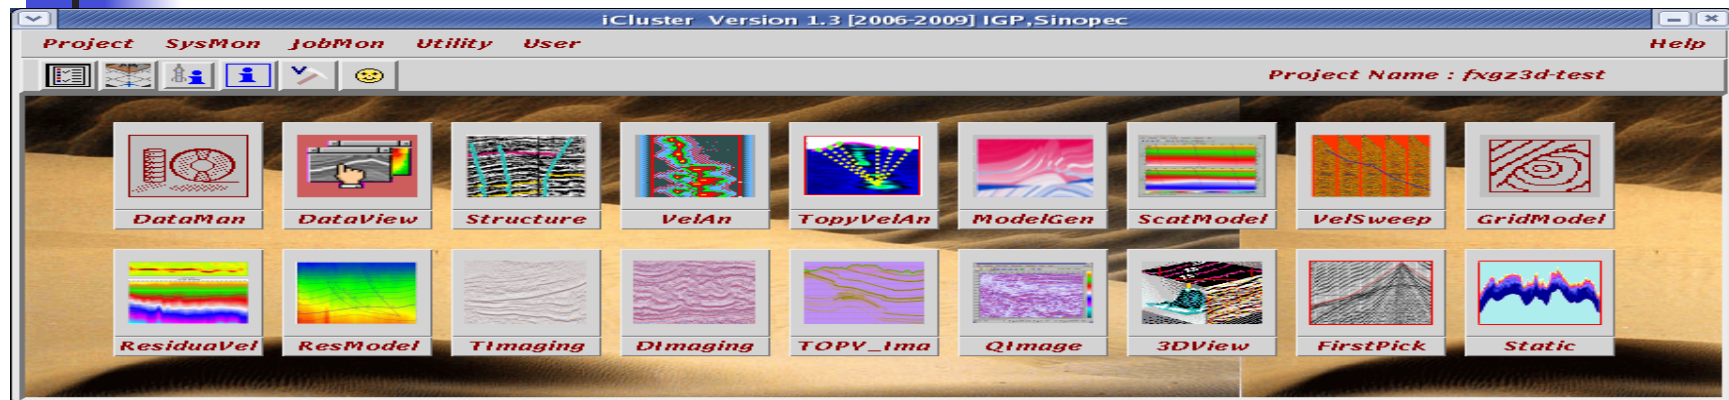 iCluster Version 1.3 [2006-2009] IGP,Sinopec
Project SysMon JobMon Utility User Help
Project Name : fxgz3d-test
DataMan DataView Structure VelAn TopyVelAn ModelGen ScatModel VelSweep GridModel
ResiduaVel ResModel TImaging DImaging TOPY_Ima QImage 3DView FirstPick Static